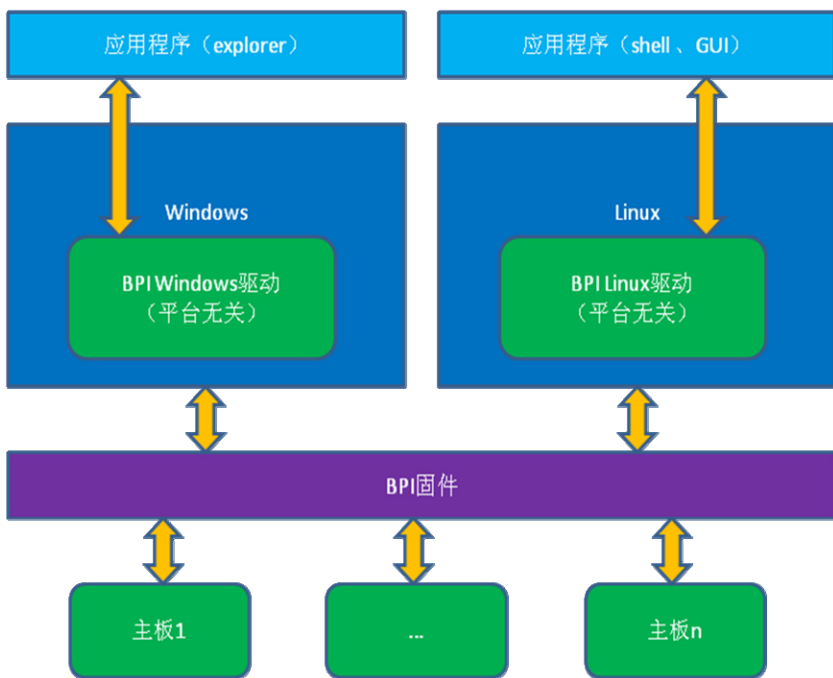 应用程序（explorer）
应用程序（shell 、GUI）
Windows
Linux
BPI Windows驱动
（平台无关）
BPI Linux驱动
（平台无关）
BPI固件
主板1
...
主板n